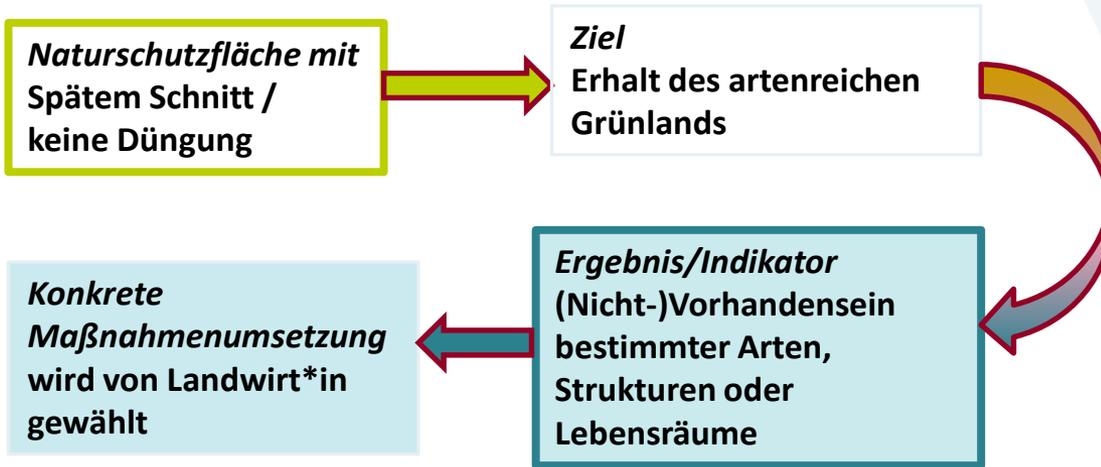 Naturschutzfläche mit
Spätem Schnitt /
keine Düngung
Ziel
Erhalt des artenreichen
Grünlands
Ergebnis/Indikator
(Nicht-)Vorhandensein
bestimmter Arten,
Strukturen oder
Lebensräume
Konkrete
Maßnahmenumsetzung
wird von Landwirt*in
gewählt